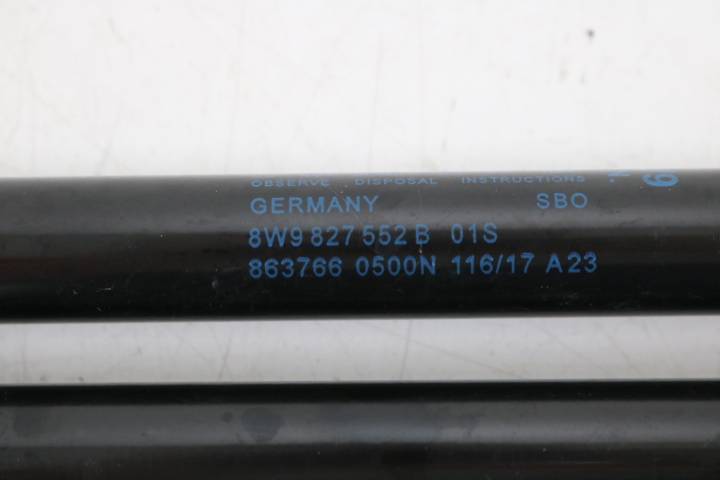 OBSERVE DISPOSAL INSTRUCTIONS
GERMANY SBO
8W9 827 552 B 01S
863766 0500N 116/17 A23